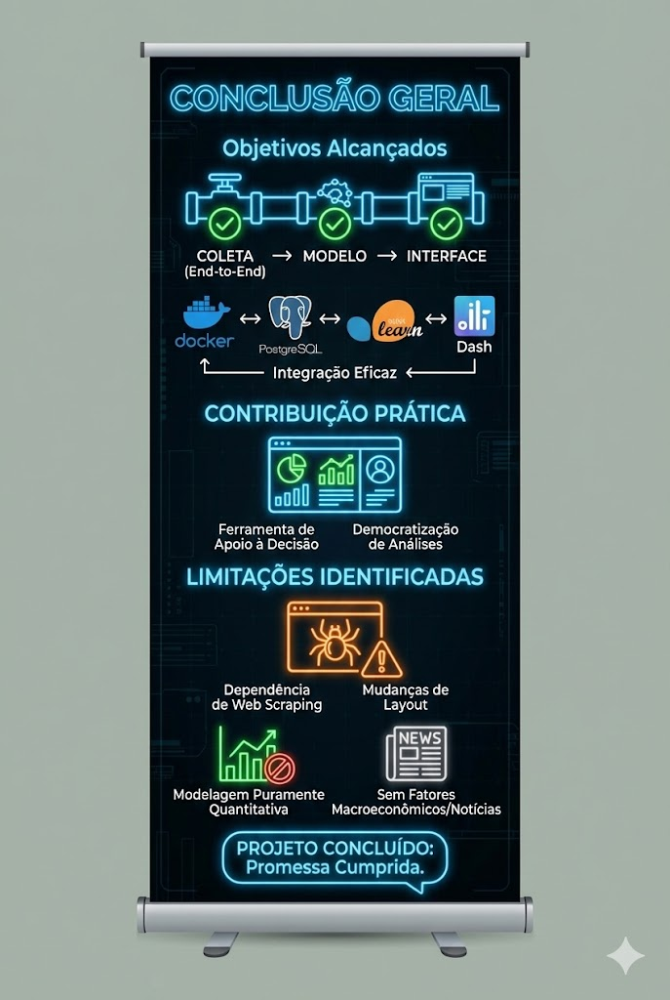 CONCLUSÃO GERAL
Objetivos Alcançados
COLETA → MODELO → INTERFACE
(End-to-End)
docker
PostgreSQL
learn
Dash
Integração Eficaz
CONTRIBUIÇÃO PRÁTICA
Ferramenta de
Apoio à Decisão
Democratização
de Análises
LIMITAÇÕES IDENTIFICADAS
Dependência
de Web Scraping
Mudanças de
Layout
NEWS
Modelagem Puramente
Quantitativa
Sem Fatores
Macroeconômicos/Notícias
PROJETO CONCLUÍDO:
Promessa Cumprida.